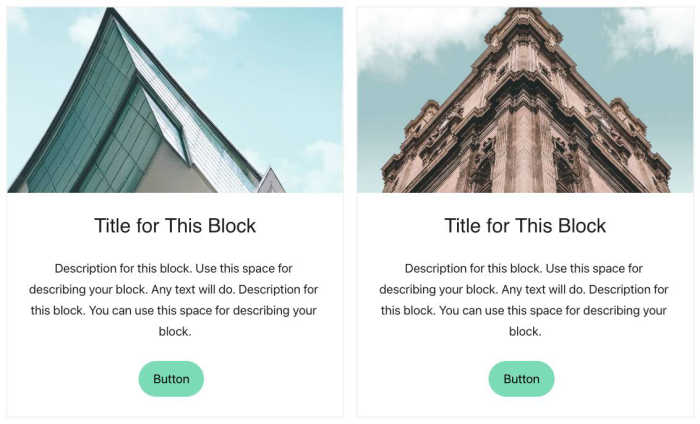 Title for This Block
Description for this block. Use this space for
describing your block. Any text will do. Description for
this block. You can use this space for describing your
block.
Button
Title for This Block
Description for this block. Use this space for
describing your block. Any text will do. Description for
this block. You can use this space for describing your
block.
Button